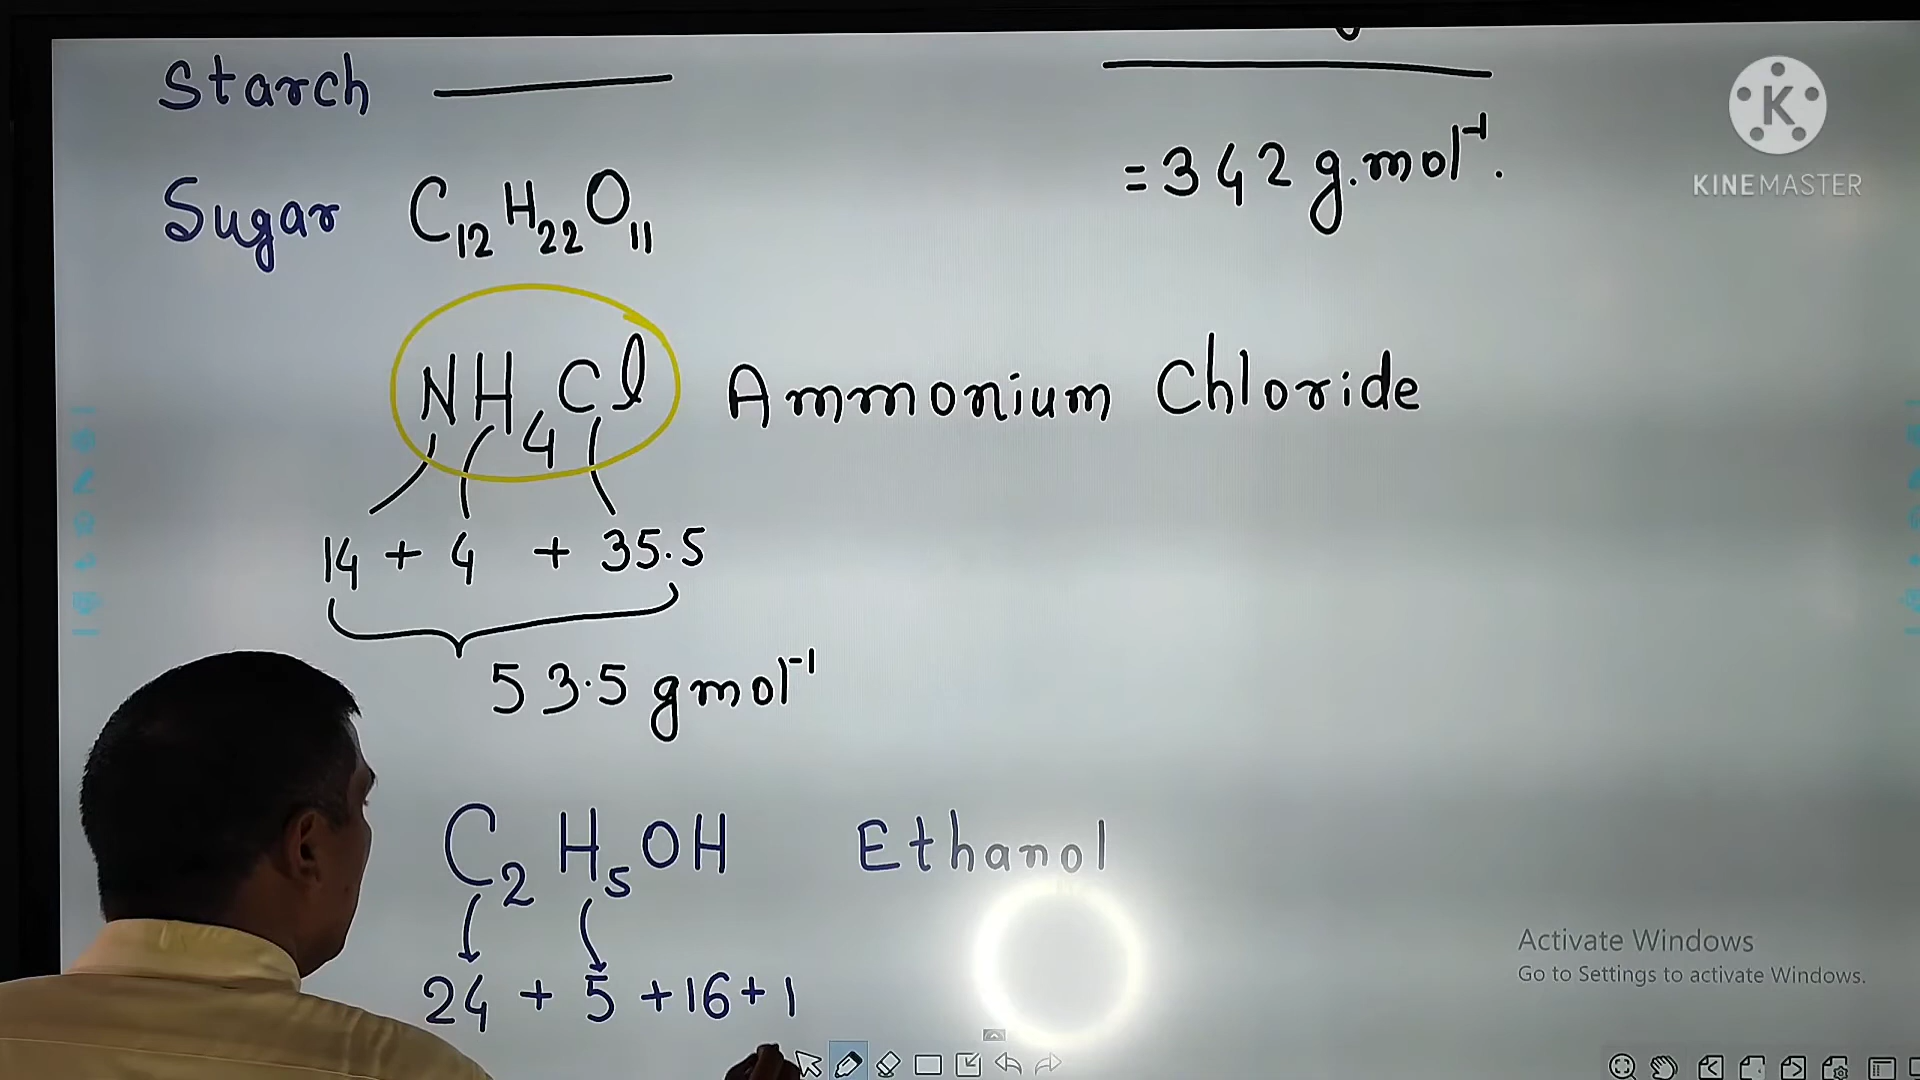 Starch
= 342 g.mol⁻¹.
KINEMASTER
Sugar C₁₂H₂₂O₁₁
NH₄Cl Ammonium Chloride
14 + 4 + 35.5
53.5 gmol⁻¹
C₂H₅OH Ethanol
24 + 5 + 16 + 1
Activate Windows
Go to Settings to activate Windows.